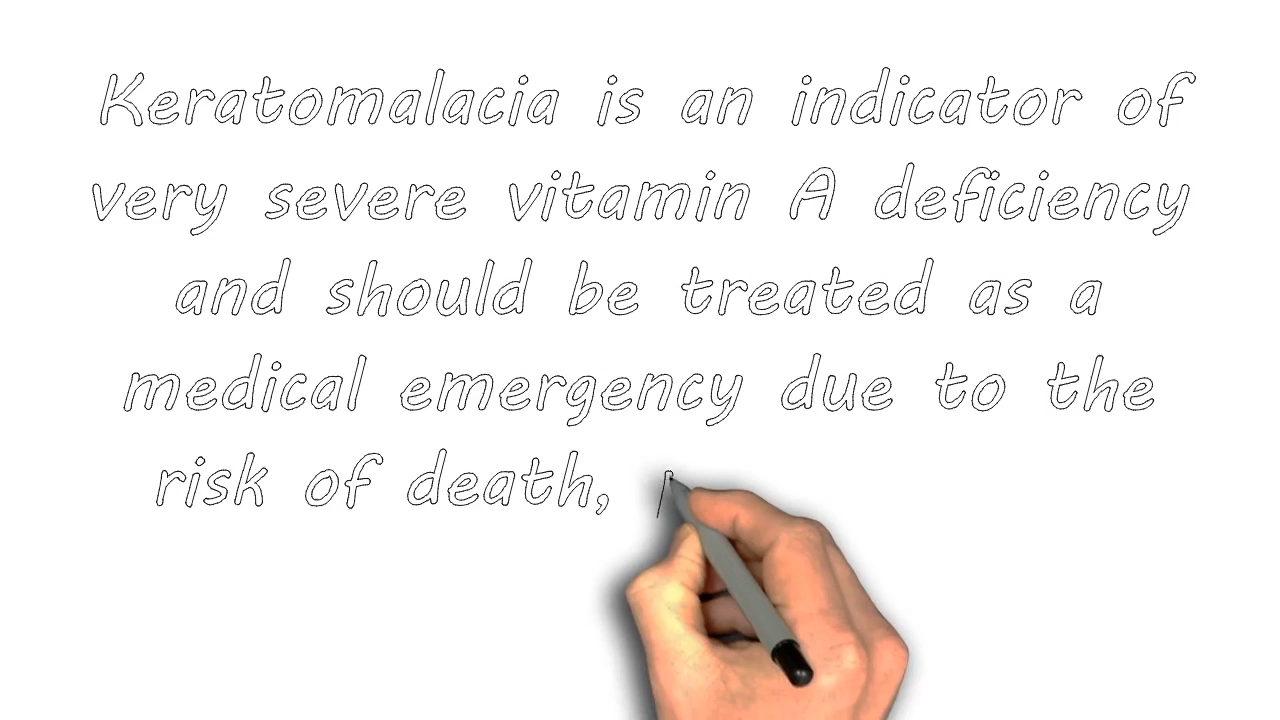 Keratomalacia is an indicator of
very severe vitamin A deficiency
and should be treated as a
medical emergency due to the
risk of death,